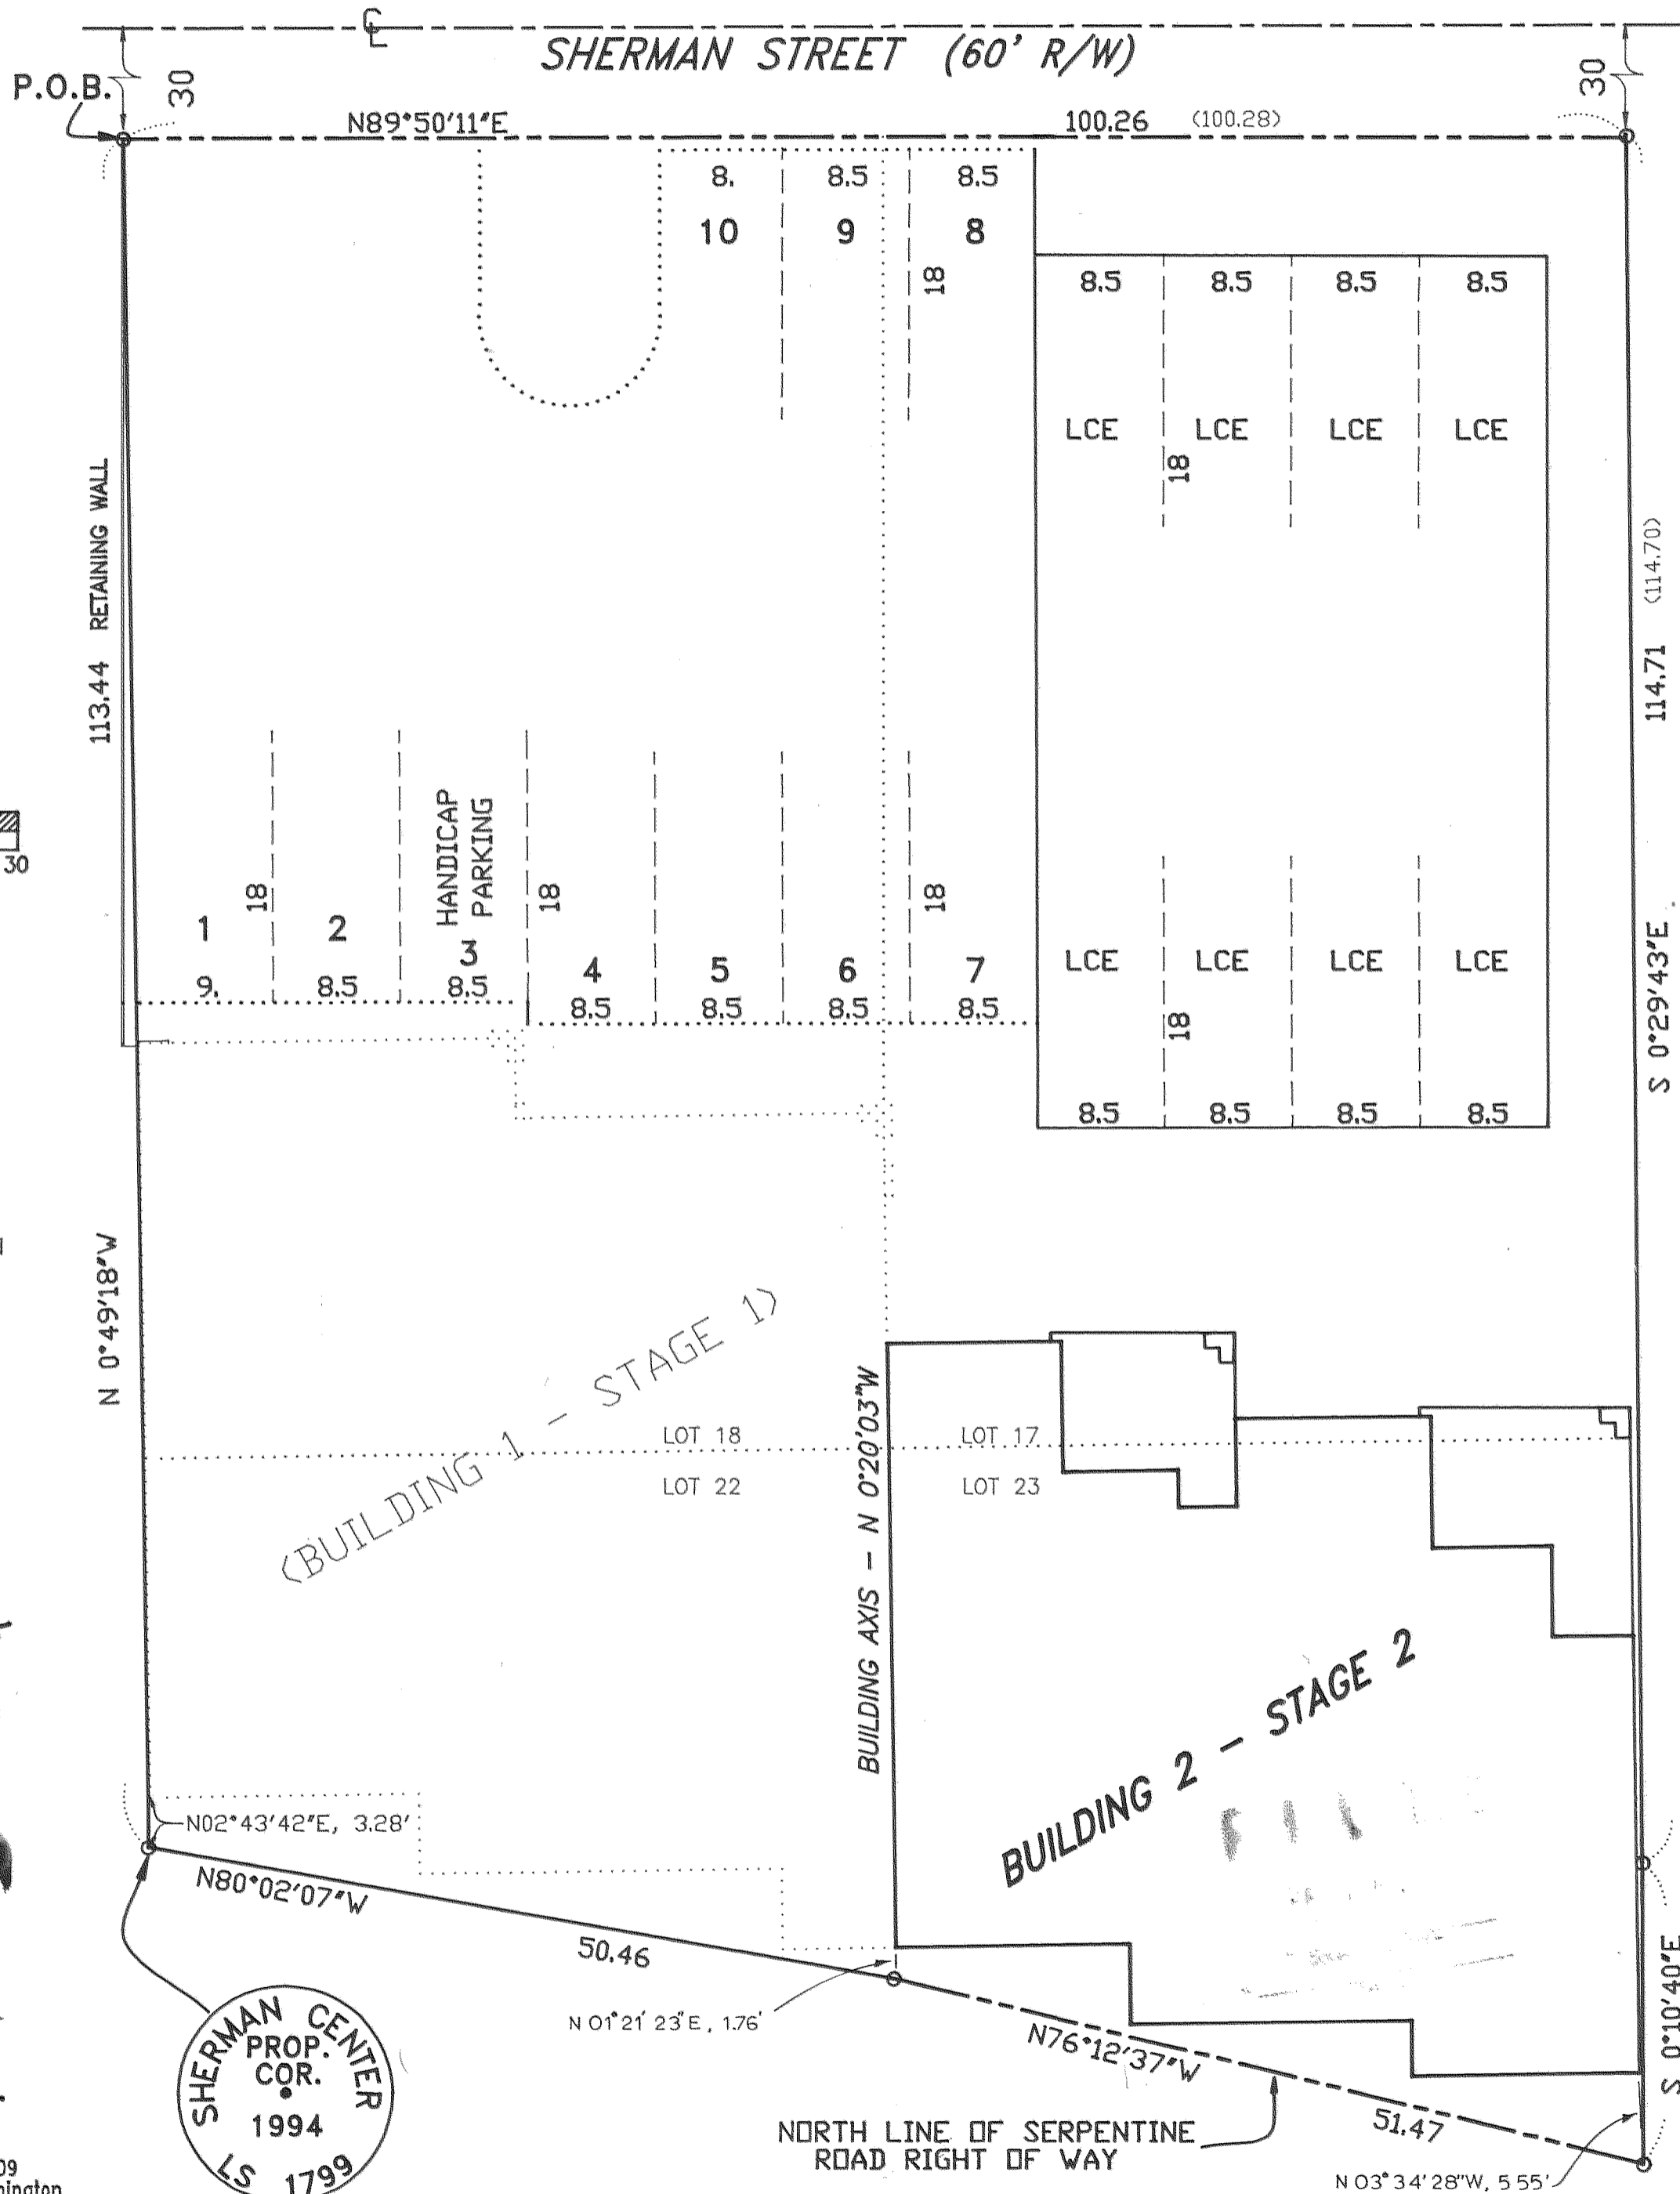 ℄
SHERMAN STREET (60' R/W)
P.O.B.
30
30
N89°50'11"E
100.26 (100.28)
8. 8.5 8.5
10 9 8
18
8.5 8.5 8.5 8.5
LCE LCE LCE LCE
18
113.44 RETAINING WALL
114.71 (114.70)
30
HANDICAP
PARKING
18 18 18
1 2 3 4 5 6 7
9. 8.5 8.5 8.5 8.5 8.5 8.5
LCE LCE LCE LCE
18
8.5 8.5 8.5 8.5
S 0°29'43"E
N 0°49'18"W
(BUILDING 1 - STAGE 1)
LOT 18 LOT 17
LOT 22 LOT 23
BUILDING AXIS - N 0°20'03"W
BUILDING 2 - STAGE 2
N02°43'42"E, 3.28'
N80°02'07"W
50.46
N 01°21' 23"E, 1.76'
N76°12'37"W
51.47
S 0°10'40"E
NORTH LINE OF SERPENTINE
ROAD RIGHT OF WAY
N 03°34'28"W, 5 55'
SHERMAN CENTER
PROP.
COR.
1994
LS 1799
09